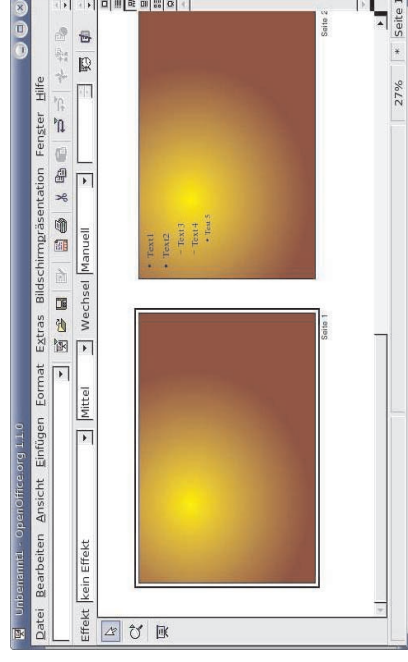 Unbenannt1 - OpenOffice.org 1.1.0
Datei Bearbeiten Ansicht Einfügen Format Extras Bildschirmpräsentation Fenster Hilfe
Effekt kein Effekt Mittel Wechsel Manuell
• Text1
• Text2
– Text3
– Text4
• Text5
Seite 1
Seite 2
27% * Seite 1